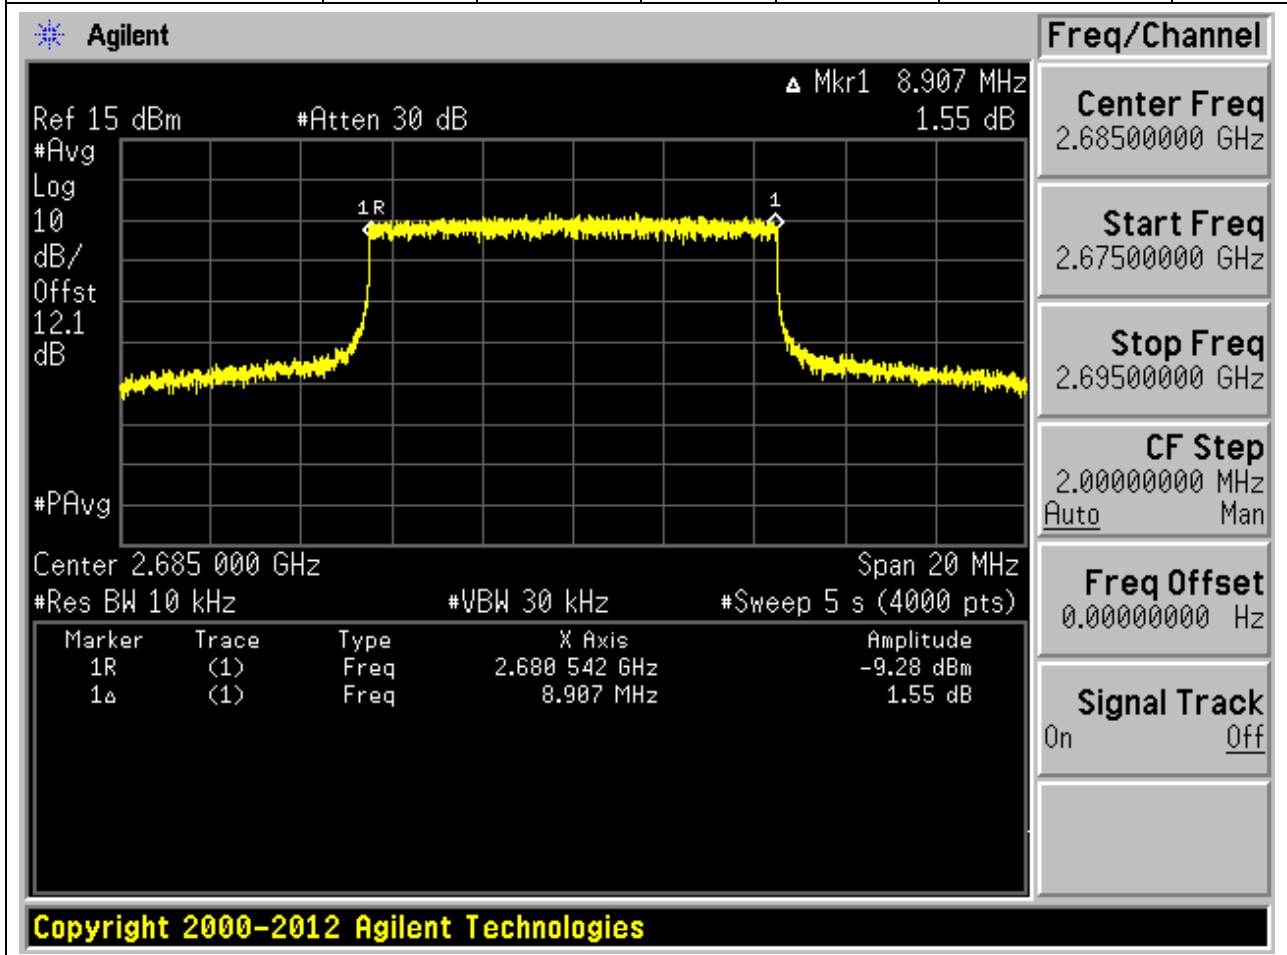 Agilent
Freq/Channel
Δ Mkr1 8.907 MHz
Ref 15 dBm #Atten 30 dB 1.55 dB
#Avg
Log
10
dB/
Offst
12.1
dB
#PAvg
1R
1
Center 2.685 000 GHz Span 20 MHz
#Res BW 10 kHz #VBW 30 kHz #Sweep 5 s (4000 pts)
Marker Trace Type X Axis Amplitude
1R (1) Freq 2.680 542 GHz -9.28 dBm
1Δ (1) Freq 8.907 MHz 1.55 dB
Center Freq
2.68500000 GHz
Start Freq
2.67500000 GHz
Stop Freq
2.69500000 GHz
CF Step
2.00000000 MHz
Auto Man
Freq Offset
0.00000000 Hz
Signal Track
On Off
Copyright 2000-2012 Agilent Technologies